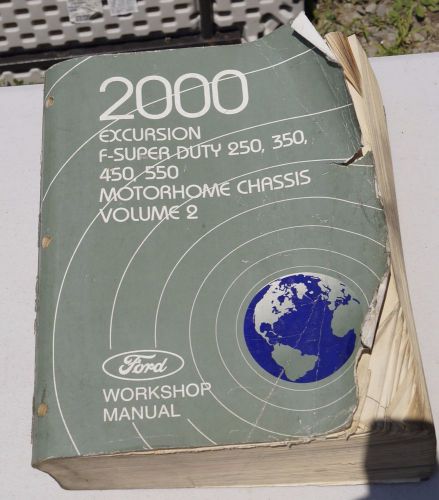 2000
EXCURSION
F-SUPER DUTY 250, 350,
450, 550
MOTORHOME CHASSIS
VOLUME 2
Ford
WORKSHOP
MANUAL